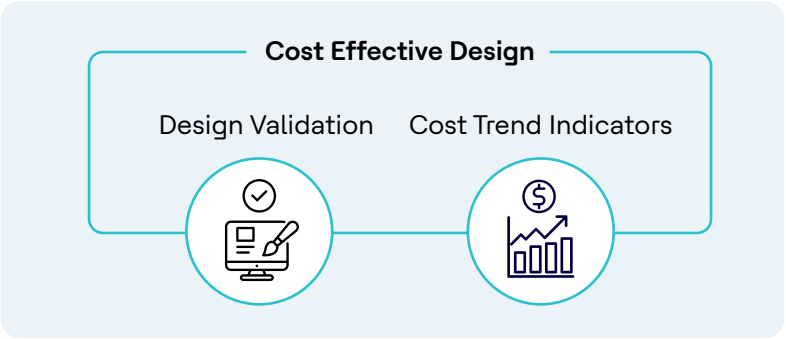 Cost Effective Design
Design Validation
Cost Trend Indicators
$